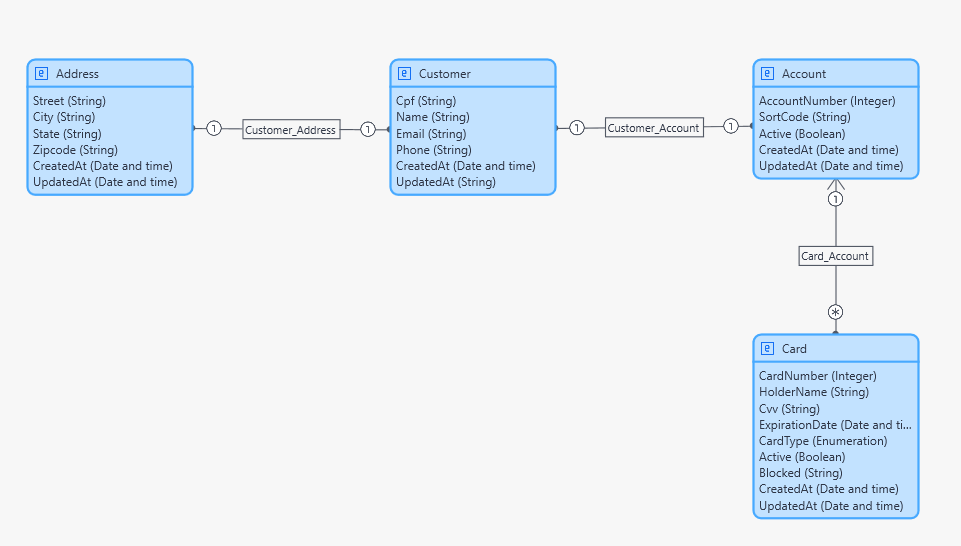 Address
Street (String)
City (String)
State (String)
Zipcode (String)
CreatedAt (Date and time)
UpdatedAt (Date and time)
1
Customer_Address
1
Customer
Cpf (String)
Name (String)
Email (String)
Phone (String)
CreatedAt (Date and time)
UpdatedAt (String)
1
Customer_Account
1
Account
AccountNumber (Integer)
SortCode (String)
Active (Boolean)
CreatedAt (Date and time)
UpdatedAt (Date and time)
1
Card_Account
*
Card
CardNumber (Integer)
HolderName (String)
Cvv (String)
ExpirationDate (Date and ti...
CardType (Enumeration)
Active (Boolean)
Blocked (String)
CreatedAt (Date and time)
UpdatedAt (Date and time)